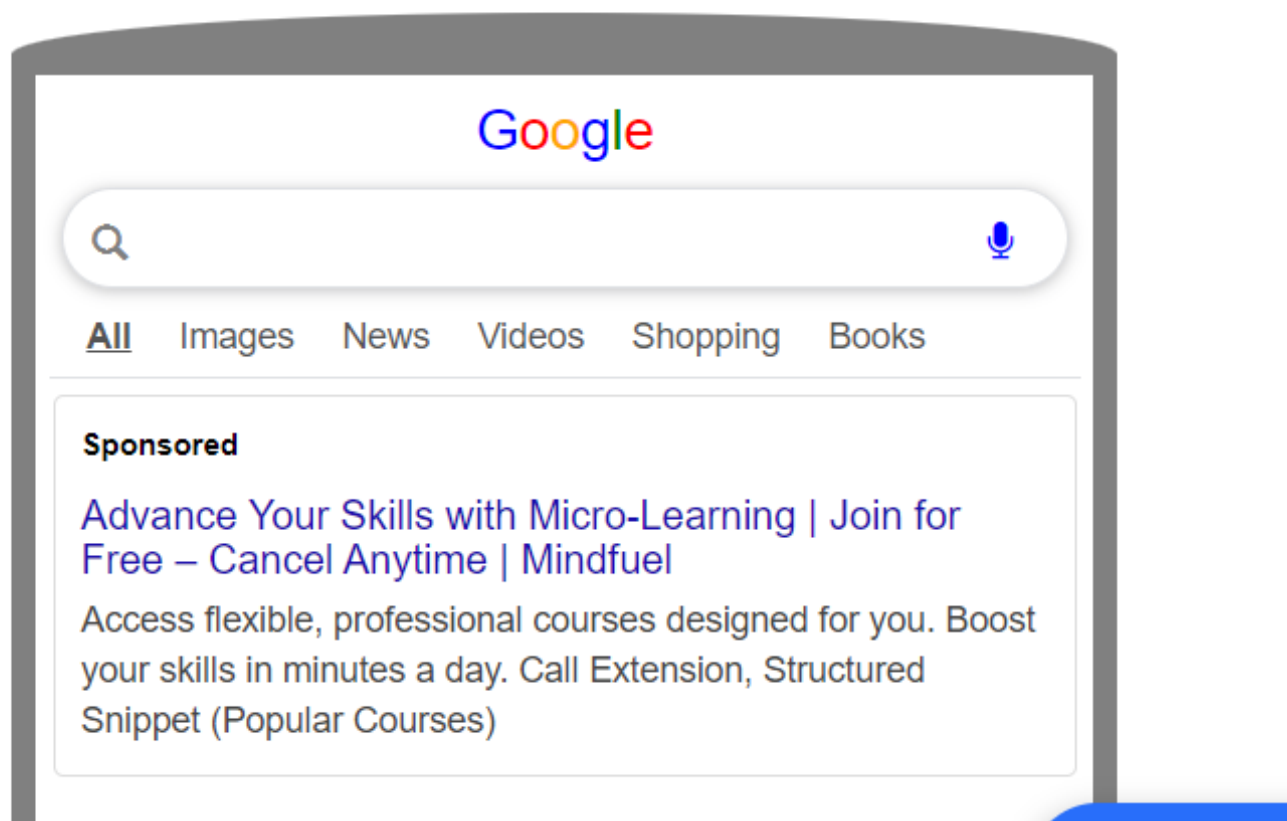 Google
All Images News Videos Shopping Books
Sponsored
Advance Your Skills with Micro-Learning | Join for
Free – Cancel Anytime | Mindfuel
Access flexible, professional courses designed for you. Boost
your skills in minutes a day. Call Extension, Structured
Snippet (Popular Courses)